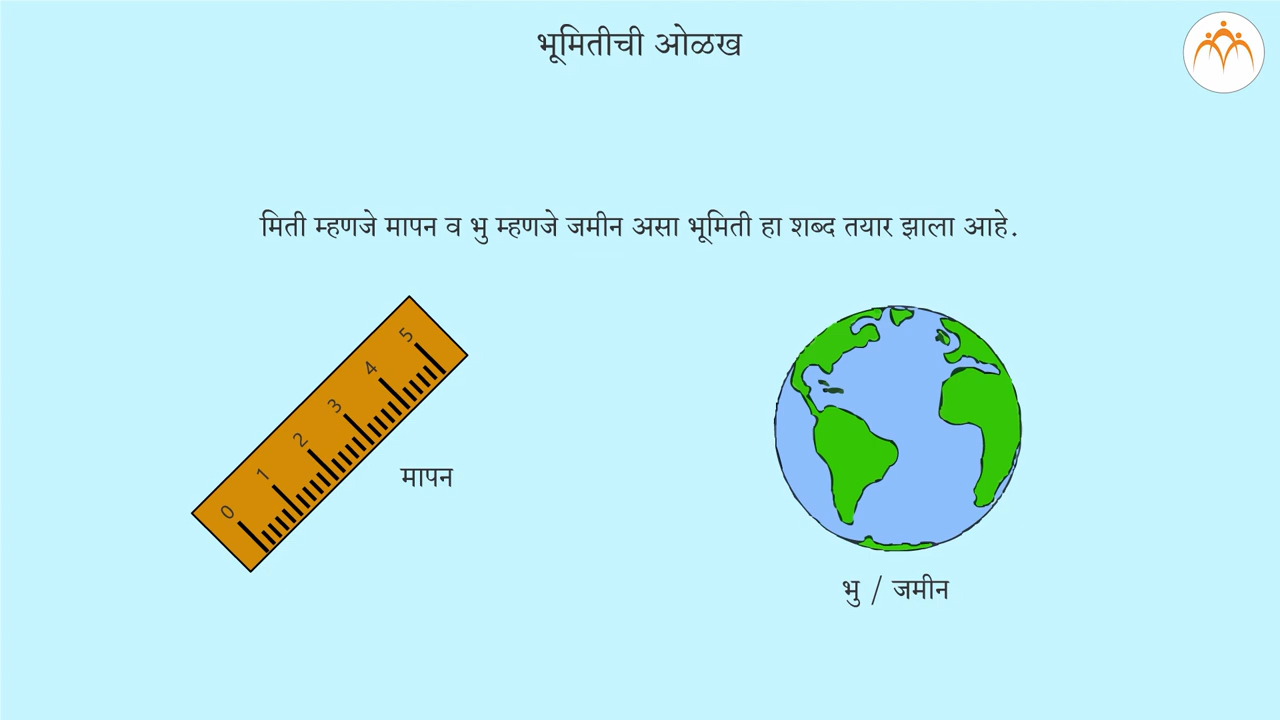 भूमितीची ओळख
मिती म्हणजे मापन व भु म्हणजे जमीन असा भूमिती हा शब्द तयार झाला आहे.
0 1 2 3 4 5
मापन
भु / जमीन